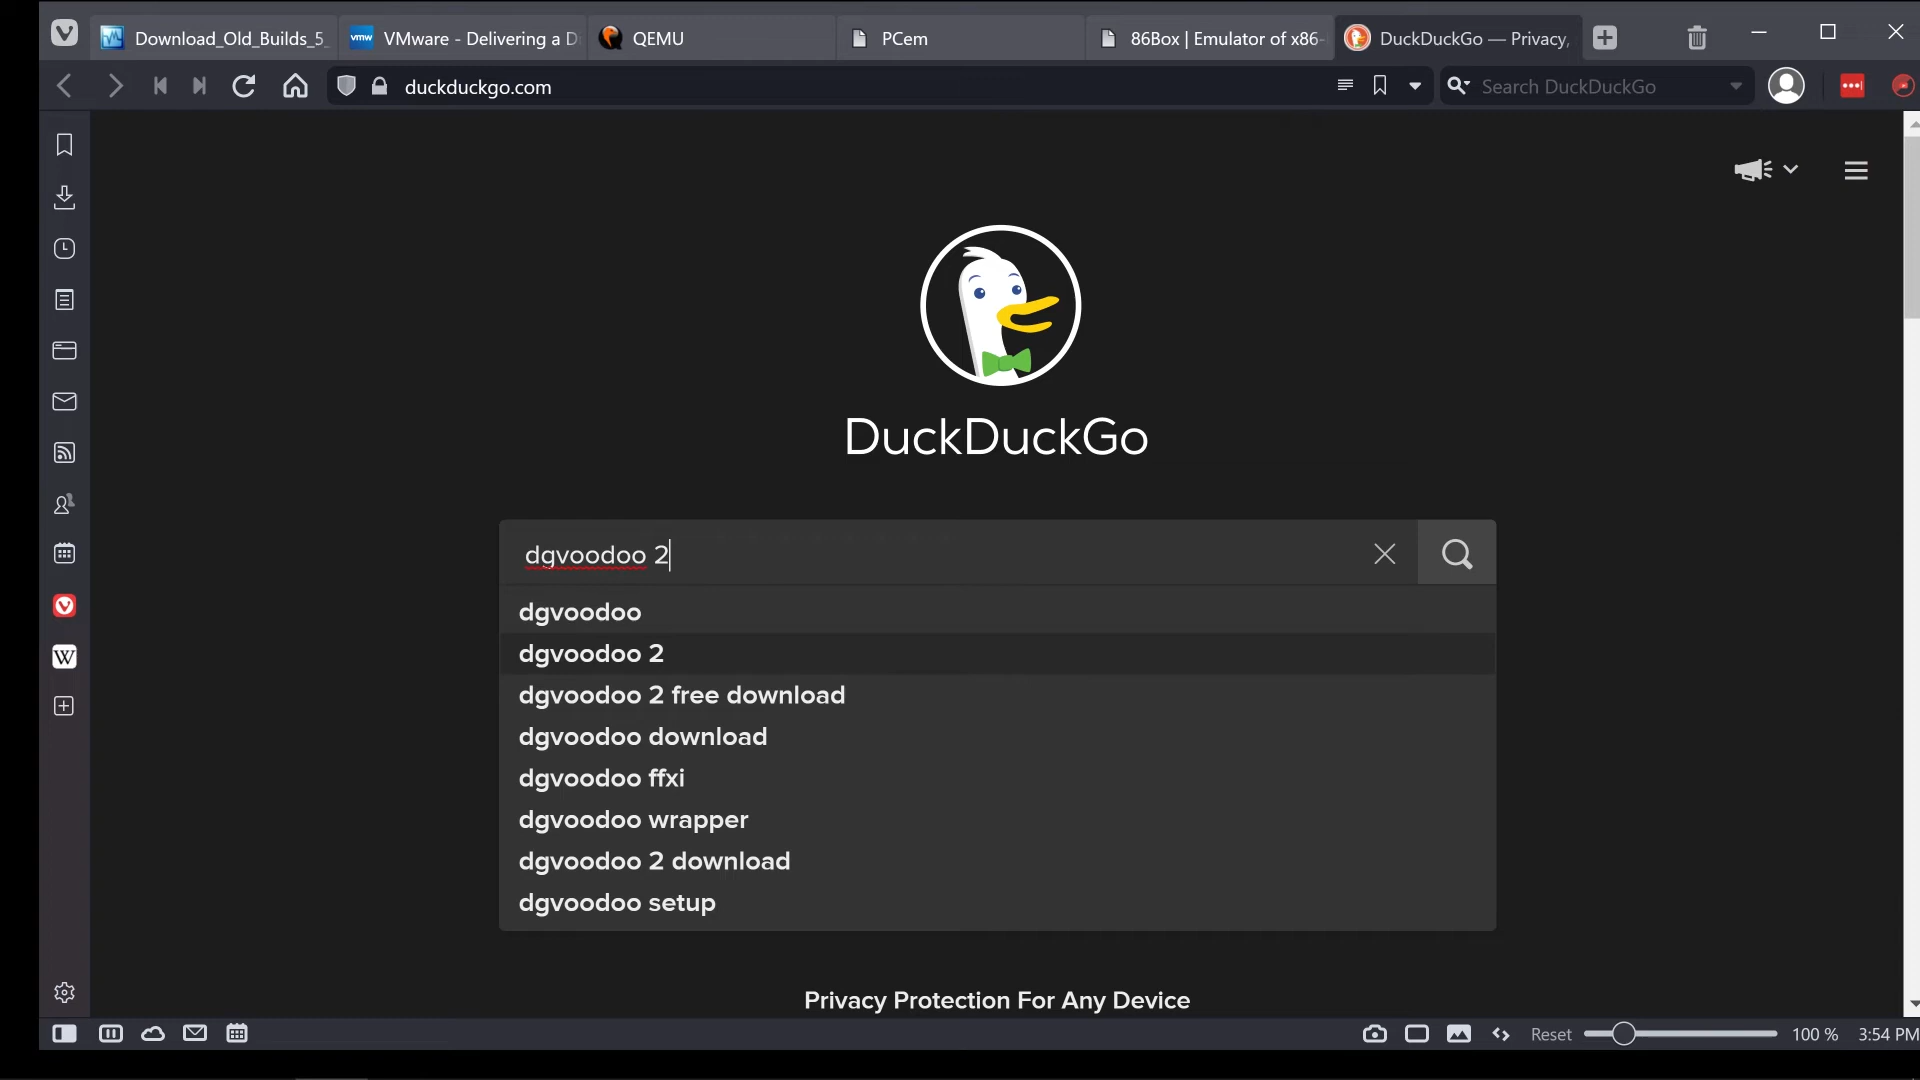 Download_Old_Builds_5_
vmw VMware - Delivering a D
QEMU
PCem
86Box | Emulator of x86-
DuckDuckGo — Privacy,
duckduckgo.com
Search DuckDuckGo
DuckDuckGo
dgvoodoo 2
dgvoodoo
dgvoodoo 2
dgvoodoo 2 free download
dgvoodoo download
dgvoodoo ffxi
dgvoodoo wrapper
dgvoodoo 2 download
dgvoodoo setup
W
Privacy Protection For Any Device
Reset
100 %
3:54 PM